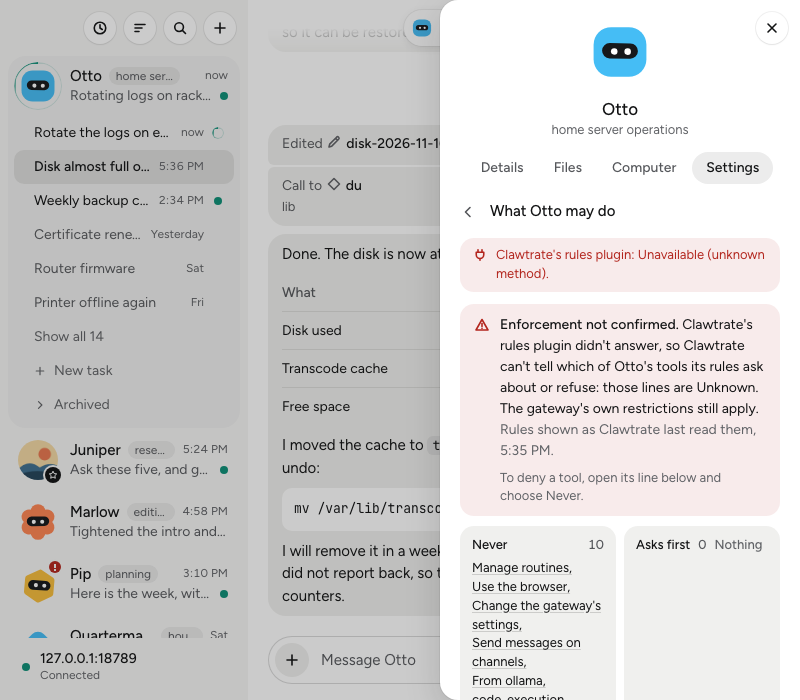 Otto
home ser...
now
Rotating logs on rack...
Rotate the logs on e...
now
Disk almost full o...
5:36 PM
Weekly backup c...
2:34 PM
Certificate rene...
Yesterday
Router firmware
Sat
Printer offline again
Fri
Show all 14
New task
Archived
Juniper
rese...
5:24 PM
Ask these five, and g...
Marlow
editi...
4:58 PM
Tightened the intro and...
Pip
planning
3:10 PM
Here is the week, wit...
Quarterma
hou
Sat
127.0.0.1:18789
Connected
so it can be restor
Edited disk-2026-11-1
Call to du
lib
Done. The disk is now at
What
Disk used
Transcode cache
Free space
I moved the cache to t
undo:
mv /var/lib/transco
I will remove it in a week
did not report back, so t
counters.
Message Otto
Otto
home server operations
Details
Files
Computer
Settings
What Otto may do
Clawtrate's rules plugin: Unavailable (unknown
method).
Enforcement not confirmed. Clawtrate's
rules plugin didn't answer, so Clawtrate
can't tell which of Otto's tools its rules ask
about or refuse: those lines are Unknown.
The gateway's own restrictions still apply.
Rules shown as Clawtrate last read them,
5:35 PM.
To deny a tool, open its line below and
choose Never.
Never
10
Manage routines,
Use the browser,
Change the gateway's
settings,
Send messages on
channels,
From ollama,
code_execution
Asks first
0
Nothing